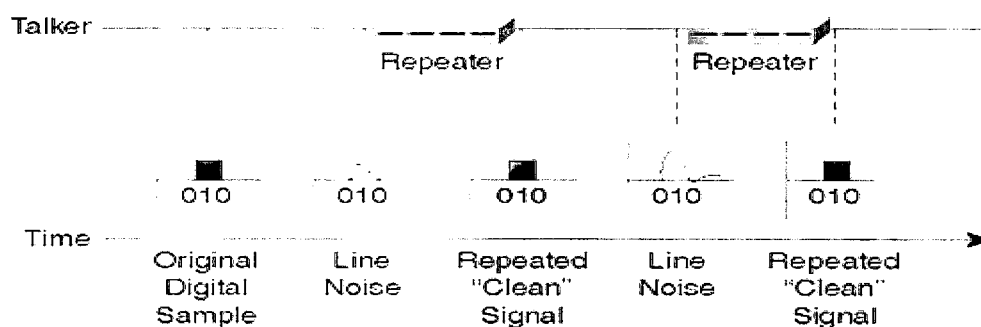 Talker
Repeater Repeater
010 010 010 010 010
Time
Original Line Repeated Line Repeated
Digital Noise "Clean" Noise "Clean"
Sample Signal Signal